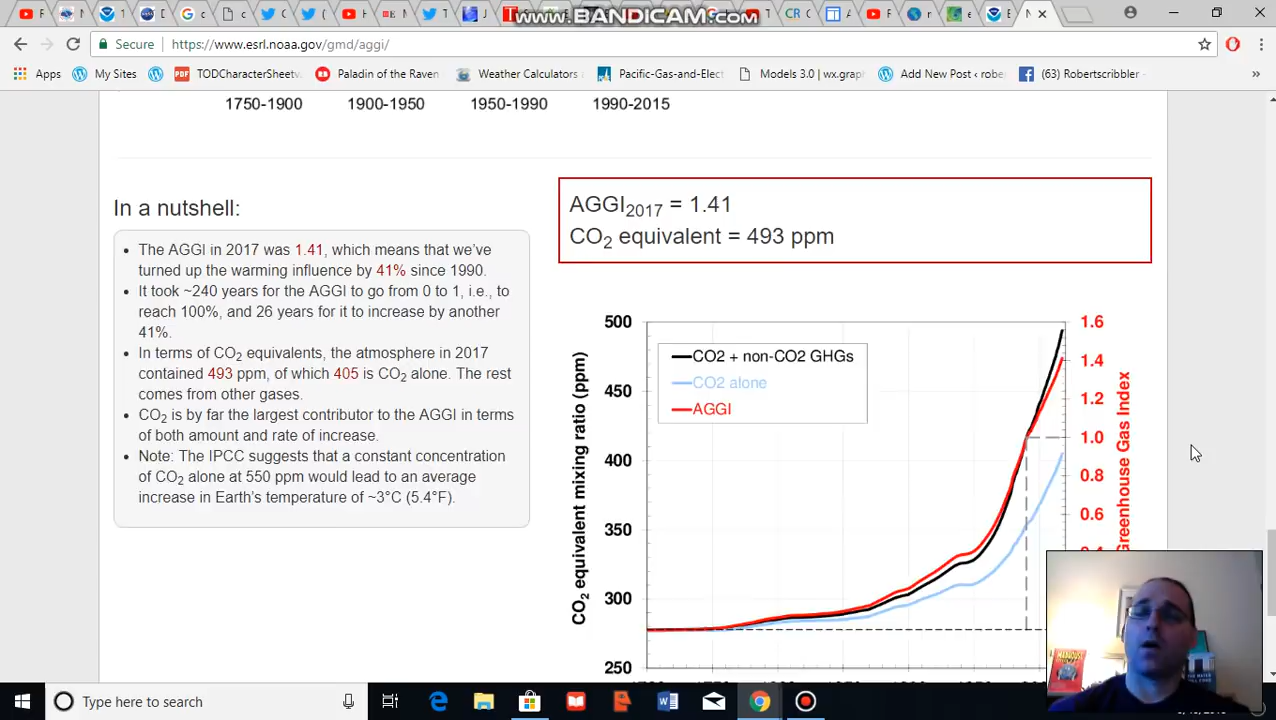 www.BANDICAM.com
Secure
https://www.esrl.noaa.gov/gmd/aggi/
Apps
My Sites
TODCharacterSheetv
Paladin of the Raven
Weather Calculators
Pacific-Gas-and-Elect
Models 3.0 | wx.grap
Add New Post ‹ robe
(63) Robertscribbler
1750-1900
1900-1950
1950-1990
1990-2015
In a nutshell:
The AGGI in 2017 was 1.41, which means that we've
turned up the warming influence by 41% since 1990.
It took ~240 years for the AGGI to go from 0 to 1, i.e., to
reach 100%, and 26 years for it to increase by another
41%.
In terms of CO2 equivalents, the atmosphere in 2017
contained 493 ppm, of which 405 is CO2 alone. The rest
comes from other gases.
CO2 is by far the largest contributor to the AGGI in terms
of both amount and rate of increase.
Note: The IPCC suggests that a constant concentration
of CO2 alone at 550 ppm would lead to an average
increase in Earth's temperature of ~3°C (5.4°F).
AGGI2017 = 1.41
CO2 equivalent = 493 ppm
CO2 equivalent mixing ratio (ppm)
500
450
400
350
300
250
CO2 + non-CO2 GHGs
CO2 alone
AGGI
1.6
1.4
1.2
1.0
0.8
0.6
Greenhouse Gas Index
Type here to search